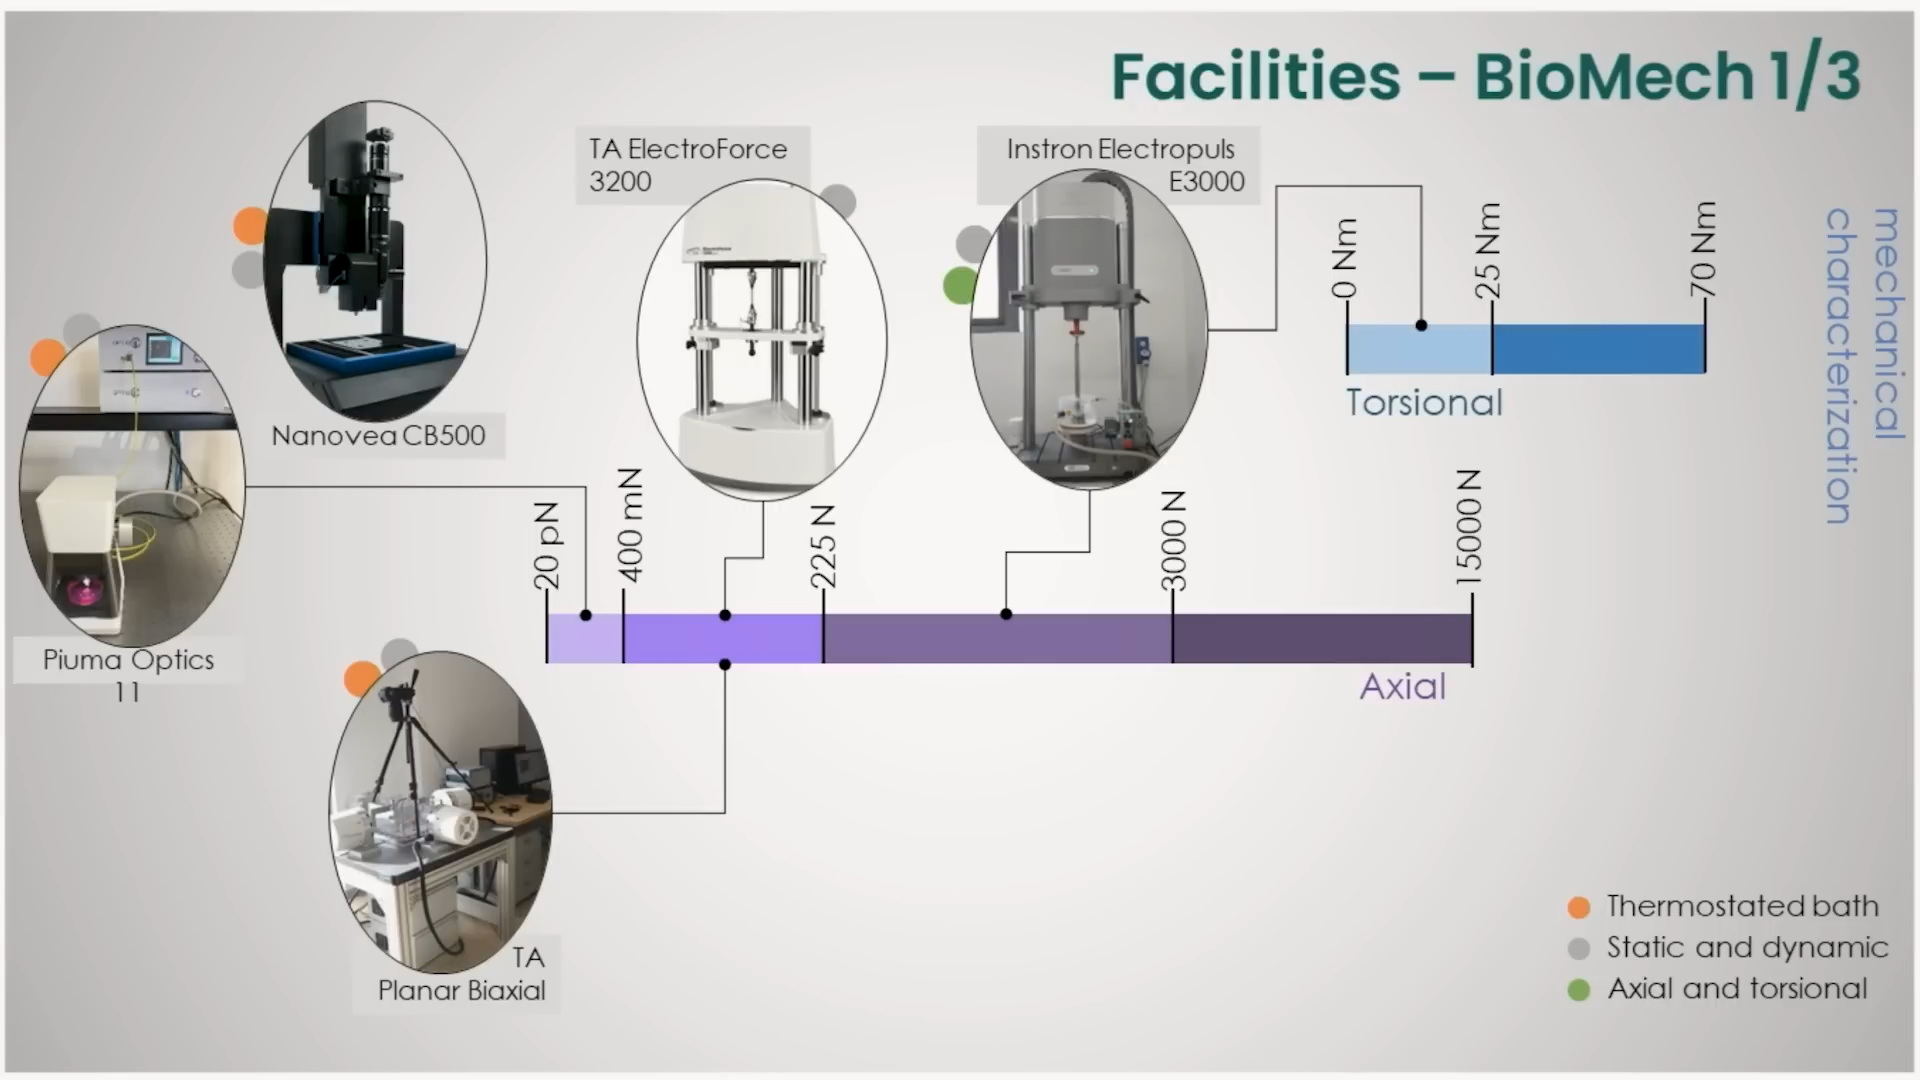 Facilities – BioMech 1/3
TA ElectroForce
3200
Instron Electropuls
E3000
0 Nm
25 Nm
70 Nm
Torsional
mechanical
characterization
Nanovea CB500
Piuma Optics
11
20 pN
400 mN
225 N
3000 N
15000 N
Axial
TA
Planar Biaxial
Thermostated bath
Static and dynamic
Axial and torsional